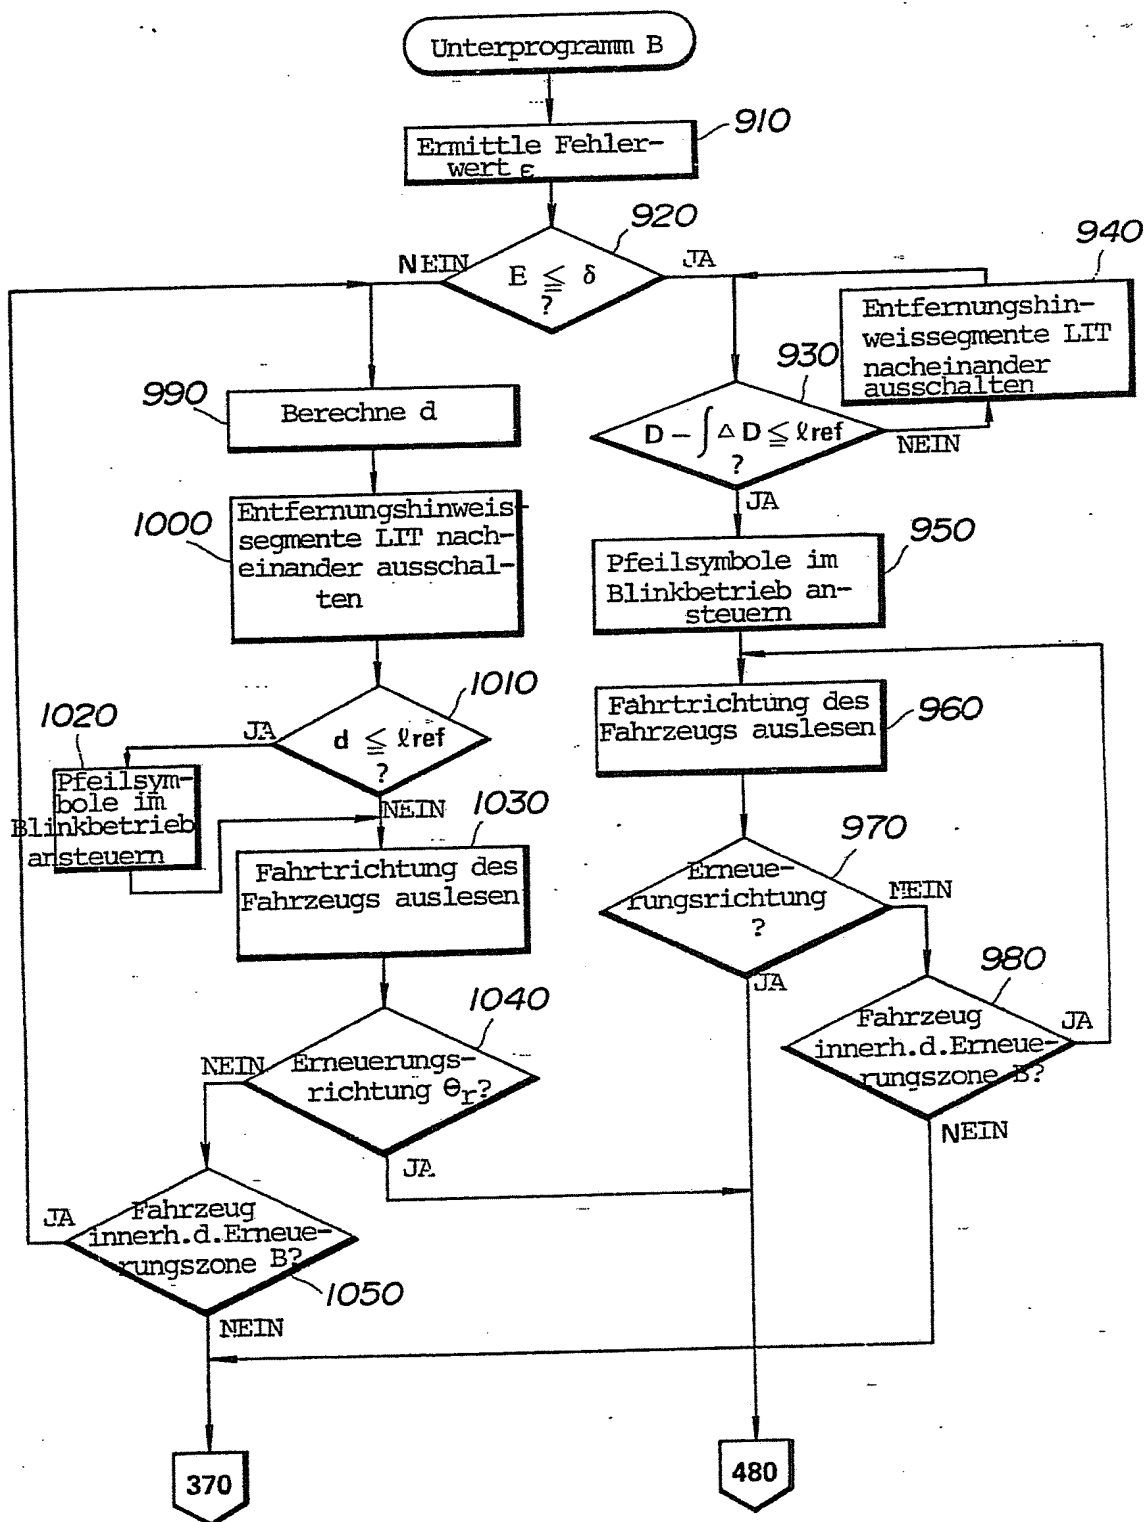 Unterprogramm B
910
Ermittle Fehler-
wert ε
920
NEIN
E ≦ δ
?
JA
940
Entfernungshin-
weissegmente LIT
nacheinander
ausschalten
930
D – ∫ Δ D ≦ ℓref
?
NEIN
JA
990
Berechne d
1000
Entfernungshinweis-
segmente LIT nach-
einander ausschal-
ten
950
Pfeilsymbole im
Blinkbetrieb an-
steuern
1010
JA
d ≦ ℓref
?
NEIN
1020
Pfeilsym-
bole im
Blinkbetrieb
ansteuern
960
Fahrtrichtung des
Fahrzeugs auslesen
1030
Fahrtrichtung des
Fahrzeugs auslesen
970
Erneue-
rungsrichtung
?
NEIN
JA
980
Fahrzeug
innerh.d.Erneue-
rungszone B?
JA
NEIN
1040
NEIN
Erneuerungs-
richtung Θr?
JA
JA
Fahrzeug
innerh.d.Erneue-
rungszone B?
1050
NEIN
370
480